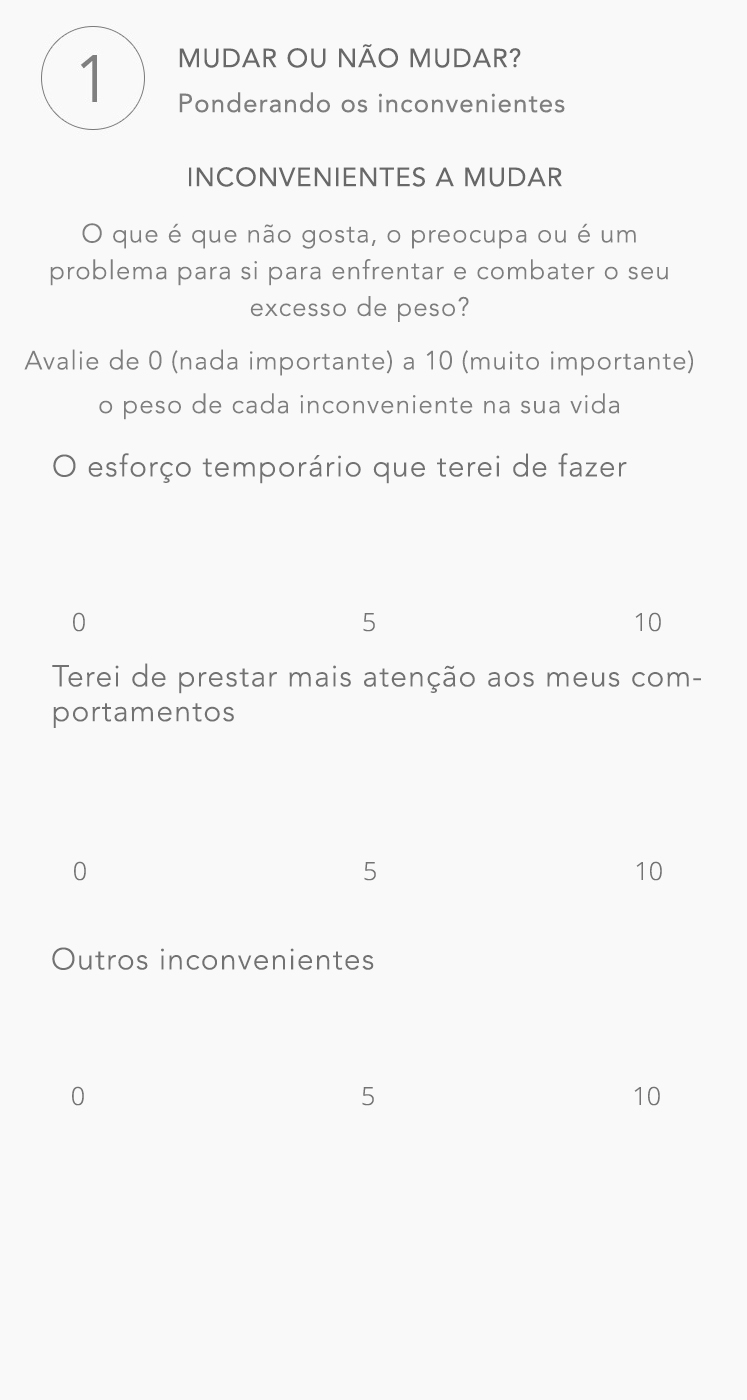 1
MUDAR OU NÃO MUDAR?
Ponderando os inconvenientes
INCONVENIENTES A MUDAR
O que é que não gosta, o preocupa ou é um
problema para si para enfrentar e combater o seu
excesso de peso?
Avalie de 0 (nada importante) a 10 (muito importante)
o peso de cada inconveniente na sua vida
O esforço temporário que terei de fazer
0 5 10
Terei de prestar mais atenção aos meus com-
portamentos
0 5 10
Outros inconvenientes
0 5 10